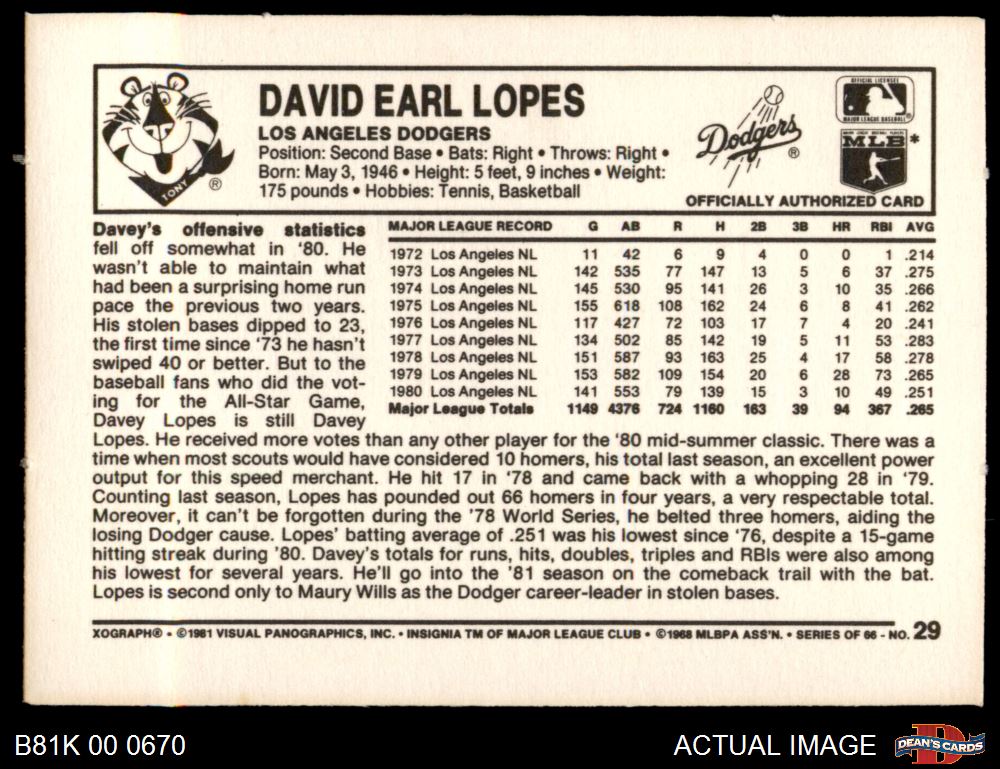 DAVID EARL LOPES
LOS ANGELES DODGERS
Position: Second Base • Bats: Right • Throws: Right •
Born: May 3, 1946 • Height: 5 feet, 9 inches • Weight:
175 pounds • Hobbies: Tennis, Basketball
TONY ®
Dodgers ®
OFFICIAL LICENSEE
MAJOR LEAGUE BASEBALL ®
MAJOR LEAGUE BASEBALL PLAYERS
MLB *
OFFICIALLY AUTHORIZED CARD
MAJOR LEAGUE RECORD G AB R H 2B 3B HR RBI AVG
1972 Los Angeles NL 11 42 6 9 4 0 0 1 .214
1973 Los Angeles NL 142 535 77 147 13 5 6 37 .275
1974 Los Angeles NL 145 530 95 141 26 3 10 35 .266
1975 Los Angeles NL 155 618 108 162 24 6 8 41 .262
1976 Los Angeles NL 117 427 72 103 17 7 4 20 .241
1977 Los Angeles NL 134 502 85 142 19 5 11 53 .283
1978 Los Angeles NL 151 587 93 163 25 4 17 58 .278
1979 Los Angeles NL 153 582 109 154 20 6 28 73 .265
1980 Los Angeles NL 141 553 79 139 15 3 10 49 .251
Major League Totals 1149 4376 724 1160 163 39 94 367 .265
Davey's offensive statistics
fell off somewhat in '80. He
wasn't able to maintain what
had been a surprising home run
pace the previous two years.
His stolen bases dipped to 23,
the first time since '73 he hasn't
swiped 40 or better. But to the
baseball fans who did the vot-
ing for the All-Star Game,
Davey Lopes is still Davey
Lopes. He received more votes than any other player for the '80 mid-summer classic. There was a
time when most scouts would have considered 10 homers, his total last season, an excellent power
output for this speed merchant. He hit 17 in '78 and came back with a whopping 28 in '79.
Counting last season, Lopes has pounded out 66 homers in four years, a very respectable total.
Moreover, it can't be forgotten during the '78 World Series, he belted three homers, aiding the
losing Dodger cause. Lopes' batting average of .251 was his lowest since '76, despite a 15-game
hitting streak during '80. Davey's totals for runs, hits, doubles, triples and RBIs were also among
his lowest for several years. He'll go into the '81 season on the comeback trail with the bat.
Lopes is second only to Maury Wills as the Dodger career-leader in stolen bases.
XOGRAPH® • ©1981 VISUAL PANOGRAPHICS, INC. • INSIGNIA TM OF MAJOR LEAGUE CLUB • ©1968 MLBPA ASS'N. • SERIES OF 66 - NO. 29
B81K 00 0670
ACTUAL IMAGE
D
DEAN'S CARDS